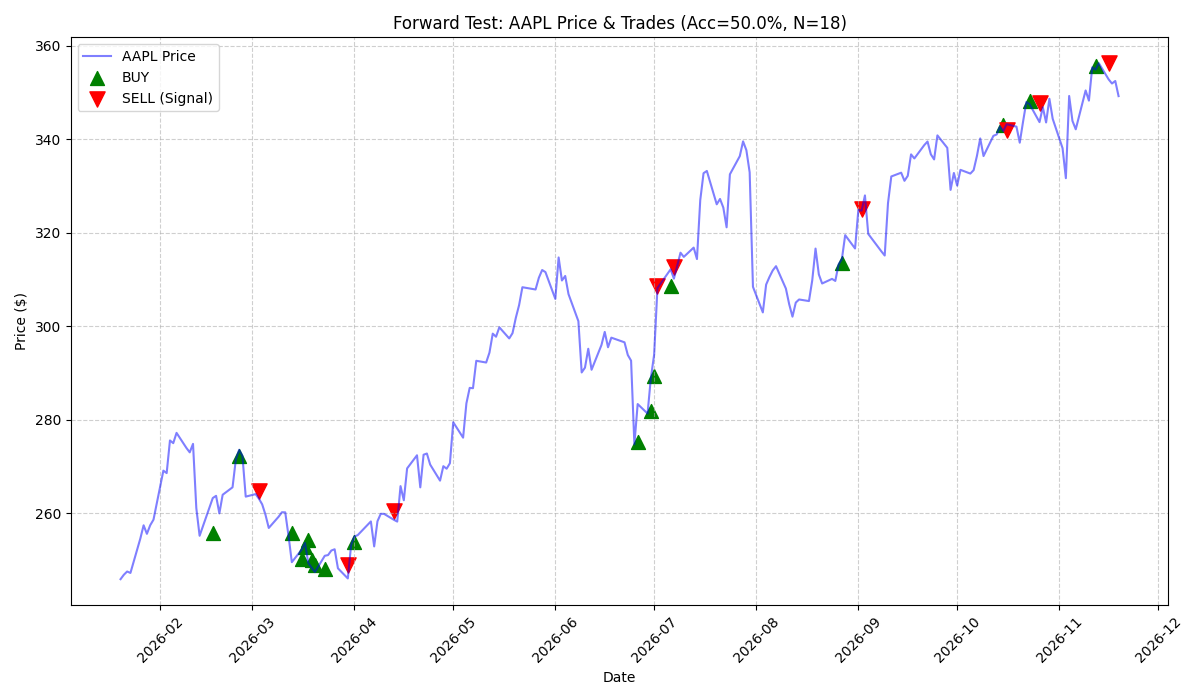 Forward Test: AAPL Price & Trades (Acc=50.0%, N=18)
AAPL Price
BUY
SELL (Signal)
Price ($)
360
340
320
300
280
260
2026-02
2026-03
2026-04
2026-05
2026-06
2026-07
2026-08
2026-09
2026-10
2026-11
2026-12
Date